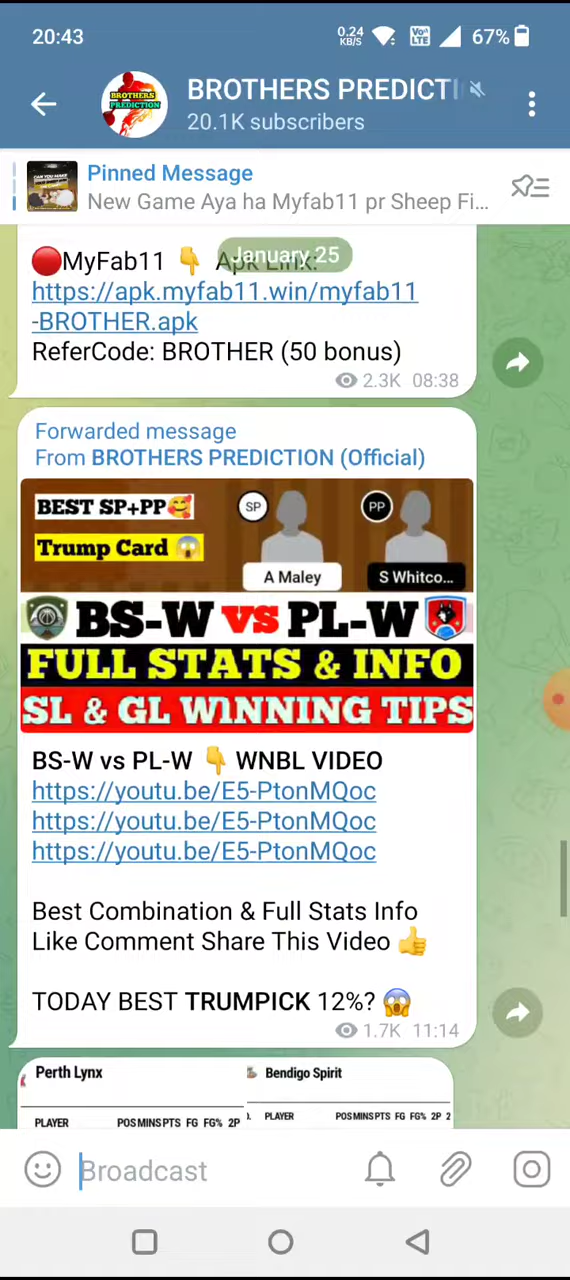 20:43
0.24
KB/S
Vo
LTE
67%
BROTHERS PREDICTI
20.1K subscribers
BROTHERS
PREDICTION
Pinned Message
New Game Aya ha Myfab11 pr Sheep Fi...
January 25
🔴MyFab11 👇 Apk Link:
https://apk.myfab11.win/myfab11
-BROTHER.apk
ReferCode: BROTHER (50 bonus)
2.3K 08:38
Forwarded message
From BROTHERS PREDICTION (Official)
BEST SP+PP🥰
SP
PP
Trump Card 😱
A Maley
S Whitco...
BS-W vs PL-W
FULL STATS & INFO
SL & GL WINNING TIPS
BS-W vs PL-W 👇 WNBL VIDEO
https://youtu.be/E5-PtonMQoc
https://youtu.be/E5-PtonMQoc
https://youtu.be/E5-PtonMQoc
Best Combination & Full Stats Info
Like Comment Share This Video 👍
TODAY BEST TRUMPICK 12%? 😱
1.7K 11:14
Perth Lynx
Bendigo Spirit
PLAYER POS MINS PTS FG FG% 2P
PLAYER POS MINS PTS FG FG% 2P 2
Broadcast